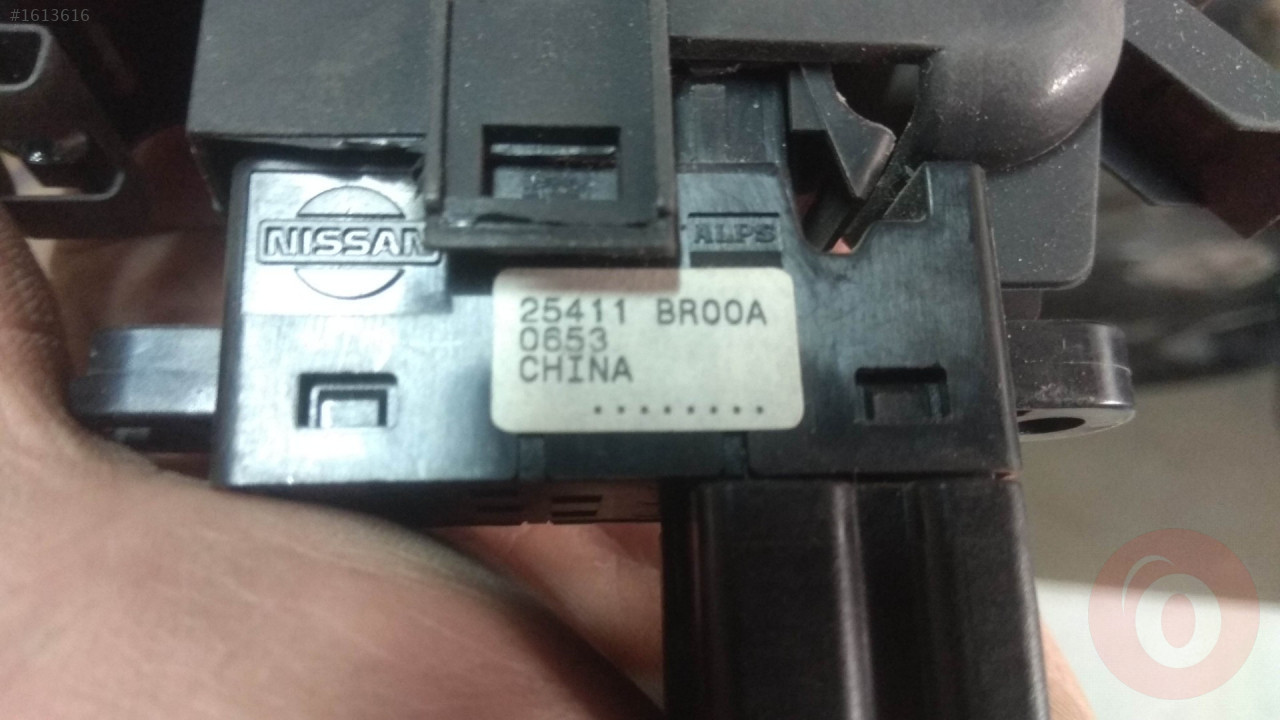 #1613616
NISSAN
ALPS
25411 BR00A
0653
CHINA
........